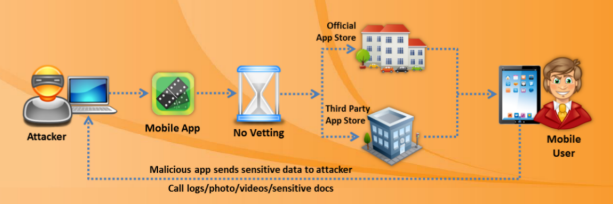 Official
App Store
Attacker
Mobile App
No Vetting
Third Party
App Store
Mobile
User
Malicious app sends sensitive data to attacker
Call logs/photo/videos/sensitive docs